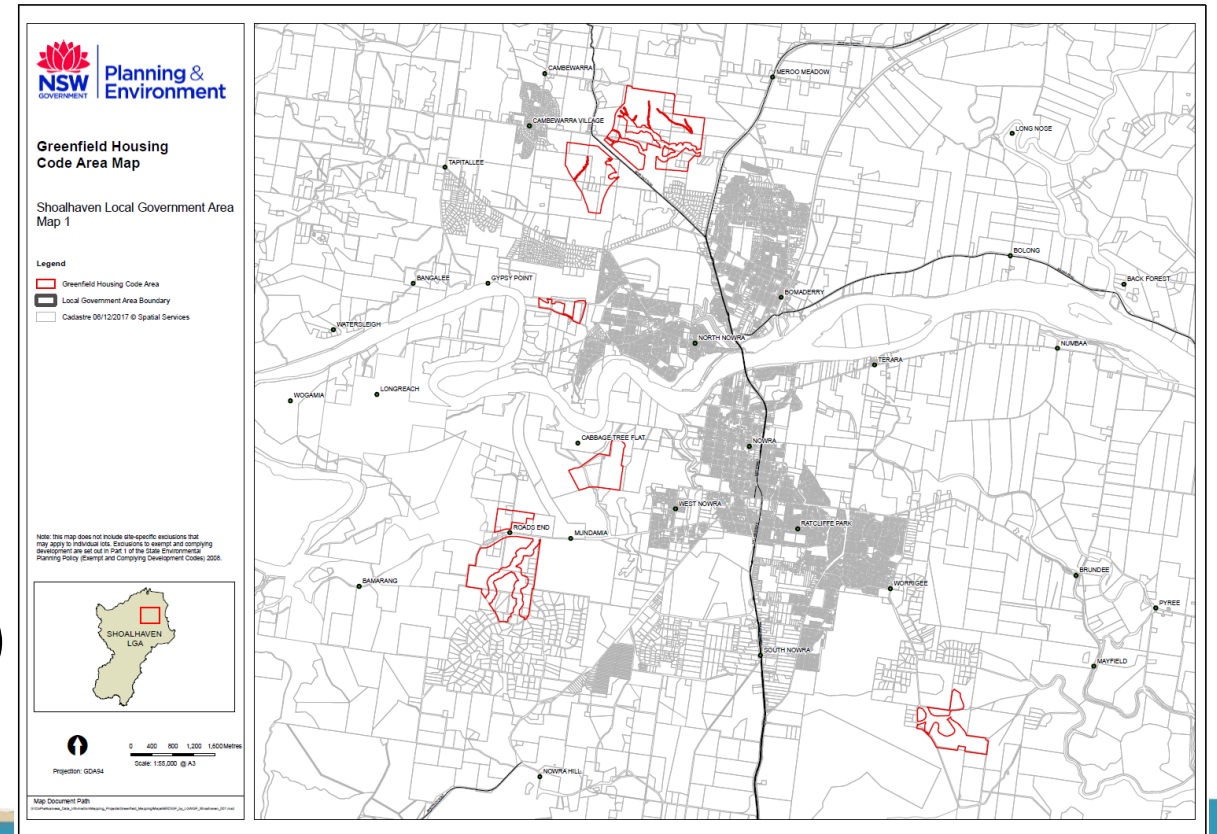 NSW
GOVERNMENT
Planning &
Environment
Greenfield Housing
Code Area Map
Shoalhaven Local Government Area
Map 1
Legend
Greenfield Housing Code Area
Local Government Area Boundary
Cadastre 06/12/2017 © Spatial Services
Note: this map does not include site-specific exclusions that
may apply to individual lots. Exclusions to exempt and complying
development are set out in Part 1 of the State Environmental
Planning Policy (Exempt and Complying Development Codes) 2008.
SHOALHAVEN
LGA
0 400 800 1,200 1,600 Metres
Scale: 1:55,000 @ A3
Projection: GDA94
Map Document Path
CAMBEWARRA
MEROO MEADOW
CAMBEWARRA VILLAGE
LONG NOSE
TAPITALLEE
BOLONG
BANGALEE
GYPSY POINT
BACK FOREST
BOMADERRY
WATERSLEIGH
NORTH NOWRA
NUMBAA
TERARA
LONGREACH
WOGAMIA
CABBAGE TREE FLAT
NOWRA
WEST NOWRA
RATCLIFFE PARK
ROADS END
MUNDAMIA
BRUNDEE
BAMARANG
WORRIGEE
PYREE
SOUTH NOWRA
MAYFIELD
NOWRA HILL